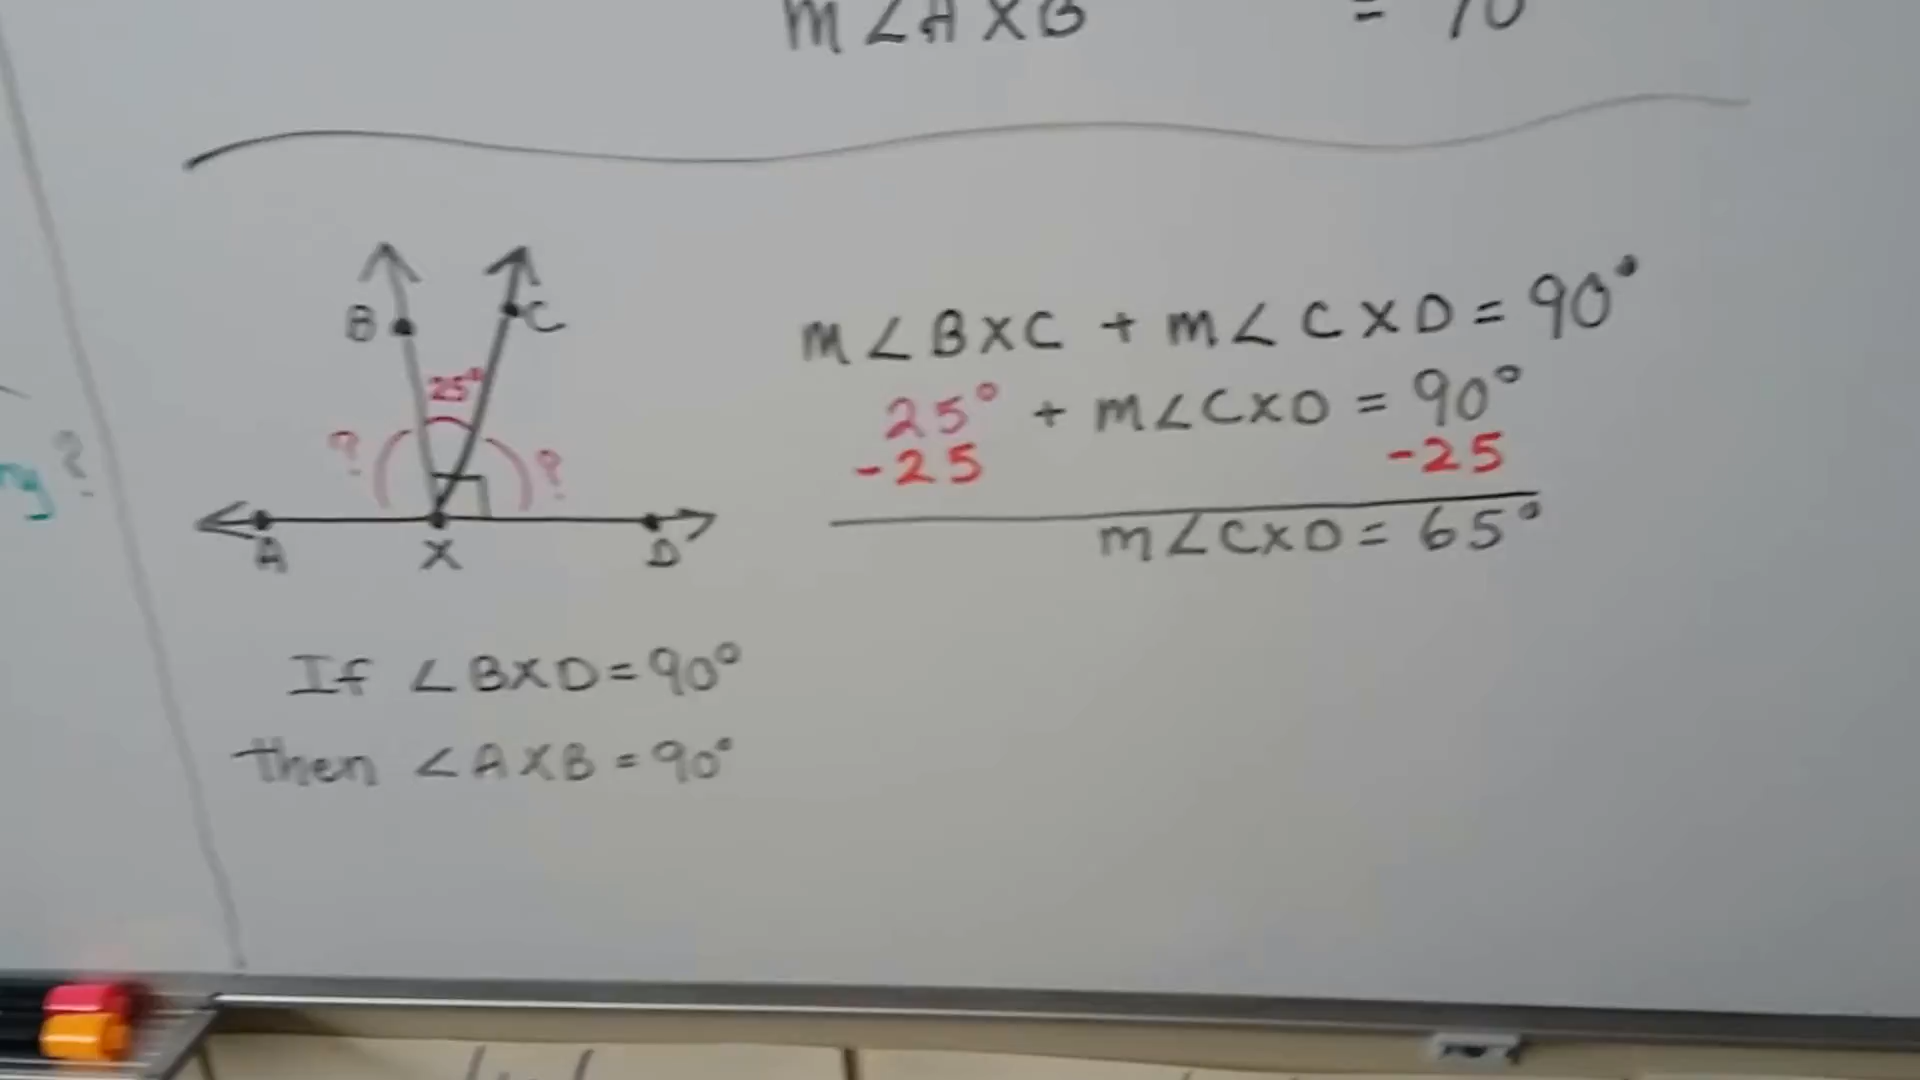 m∠AXB = 90
B
C
25°
? ?
A X D
m∠BXC + m∠CXD = 90°
25° + m∠CXD = 90°
-25 -25
m∠CXD = 65°
If ∠BXD = 90°
then ∠AXB = 90°
?